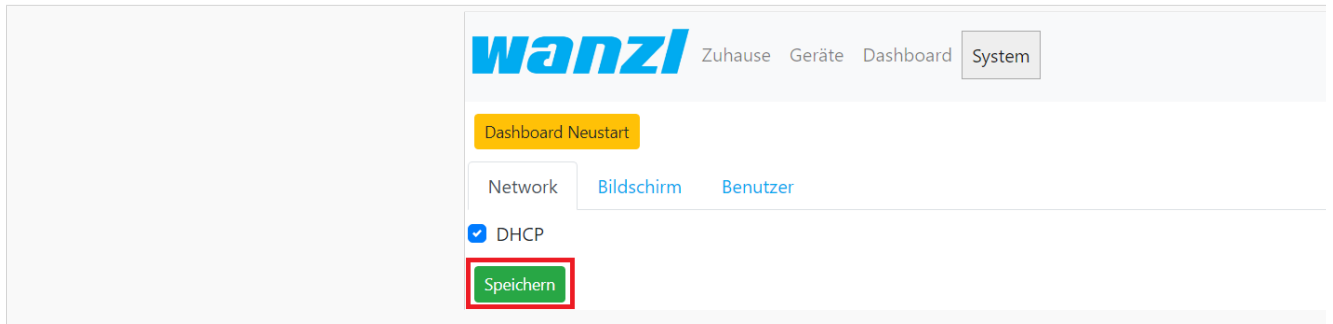 wanzl Zuhause Geräte Dashboard System
Dashboard Neustart
Network Bildschirm Benutzer
DHCP
Speichern